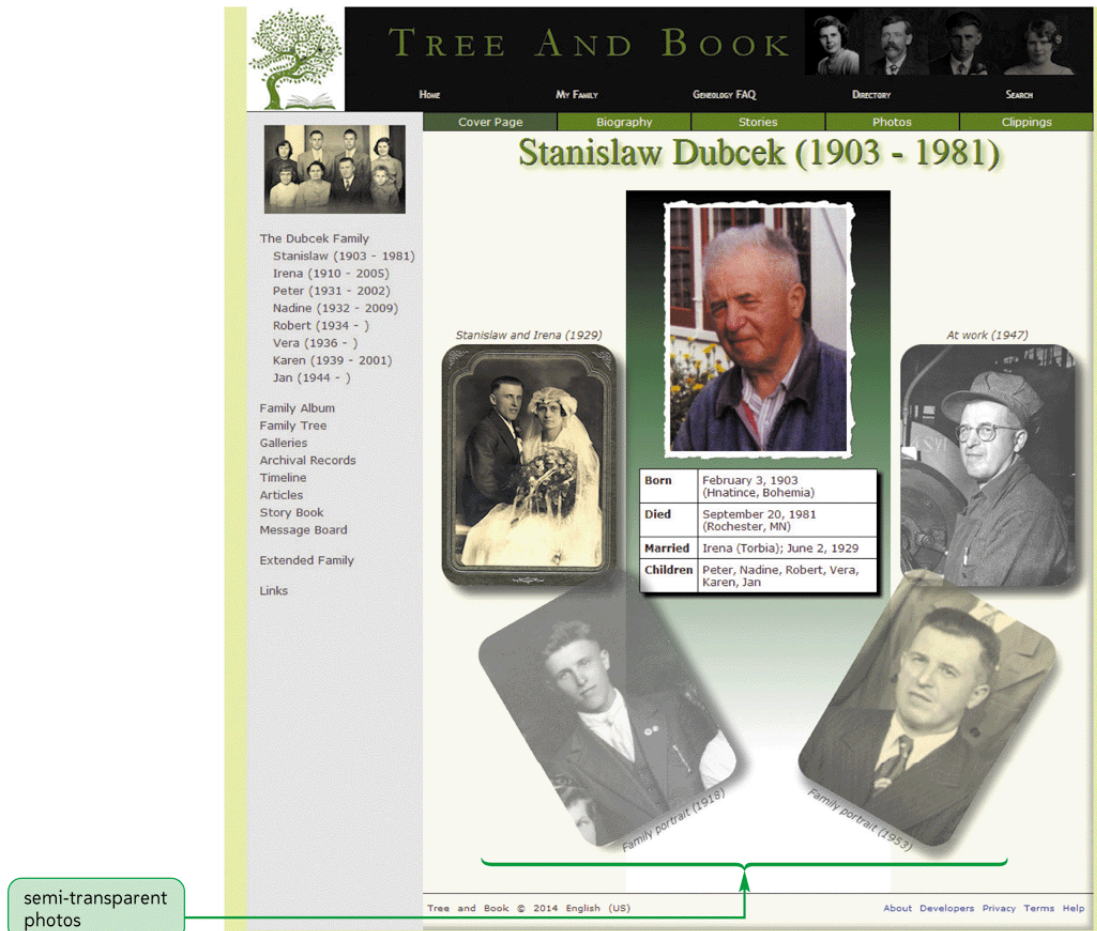 TREE AND BOOK
HOME MY FAMILY GENEOLOGY FAQ DIRECTORY SEARCH
Cover Page Biography Stories Photos Clippings
Stanislaw Dubcek (1903 - 1981)
The Dubcek Family
Stanislaw (1903 - 1981)
Irena (1910 - 2005)
Peter (1931 - 2002)
Nadine (1932 - 2009)
Robert (1934 - )
Vera (1936 - )
Karen (1939 - 2001)
Jan (1944 - )
Family Album
Family Tree
Galleries
Archival Records
Timeline
Articles
Story Book
Message Board
Extended Family
Links
Stanislaw and Irena (1929)
At work (1947)
Born February 3, 1903
(Hnatince, Bohemia)
Died September 20, 1981
(Rochester, MN)
Married Irena (Torbia); June 2, 1929
Children Peter, Nadine, Robert, Vera,
Karen, Jan
Family portrait (1918)
Family portrait (1953)
semi-transparent
photos
Tree and Book © 2014 English (US)
About Developers Privacy Terms Help